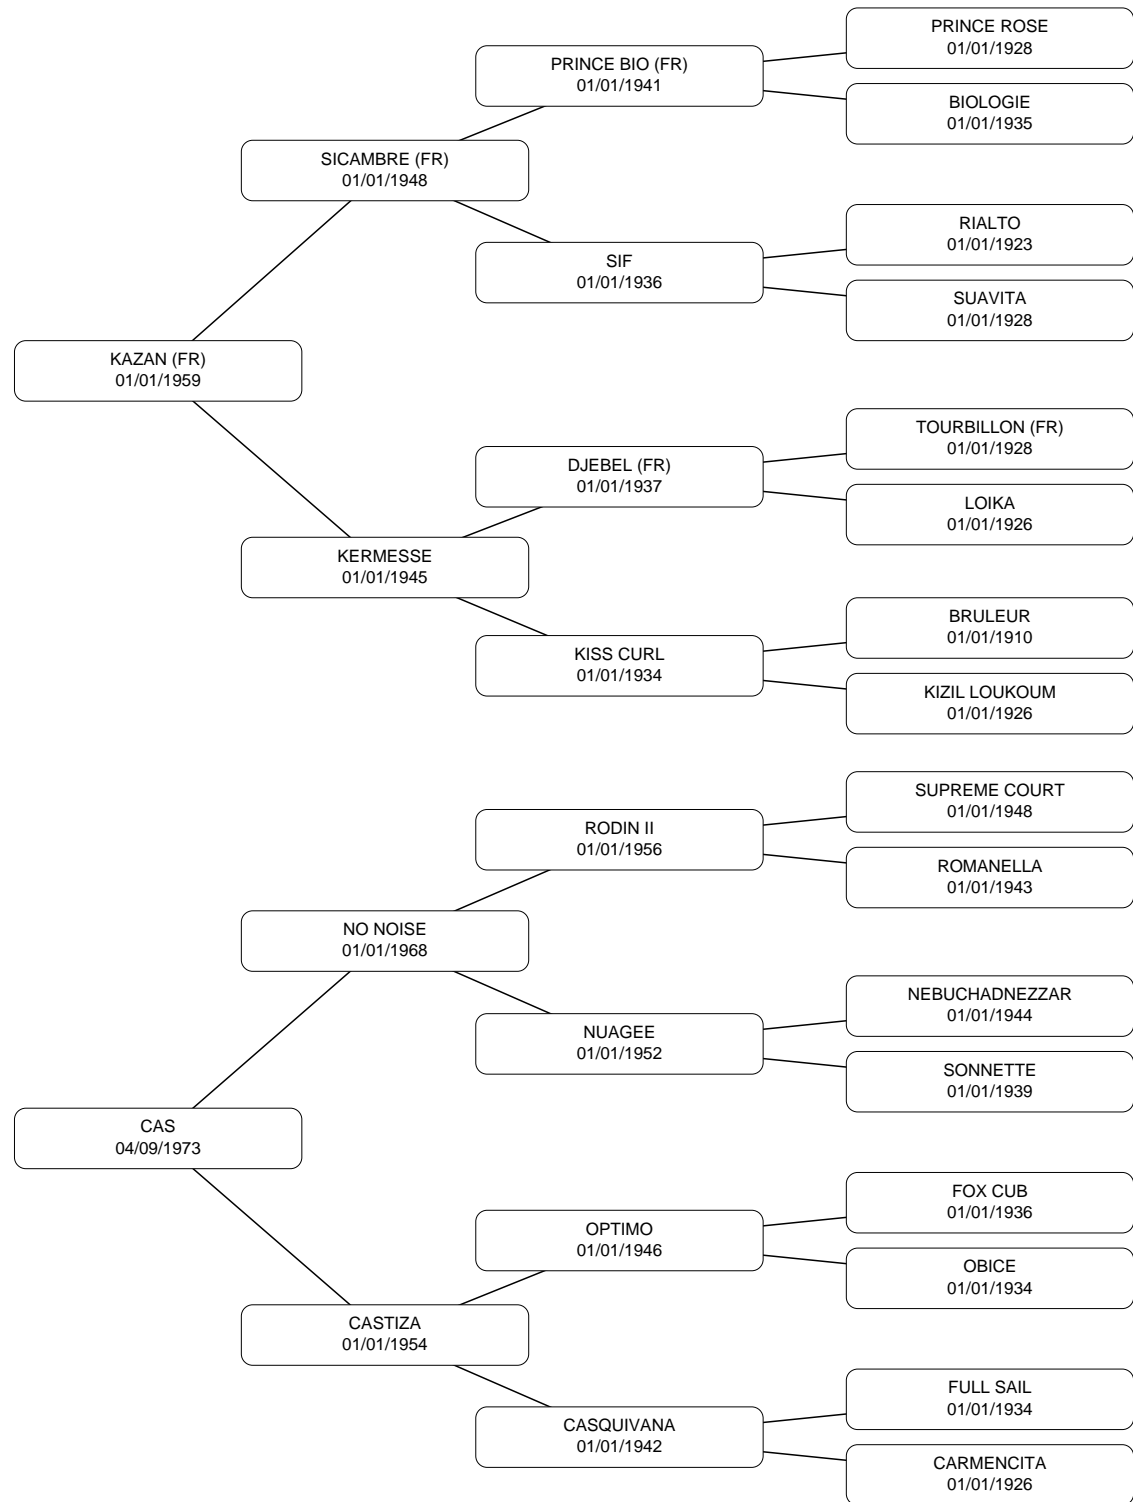 PRINCE ROSE
01/01/1928
PRINCE BIO (FR)
01/01/1941
BIOLOGIE
01/01/1935
SICAMBRE (FR)
01/01/1948
RIALTO
01/01/1923
SIF
01/01/1936
SUAVITA
01/01/1928
KAZAN (FR)
01/01/1959
TOURBILLON (FR)
01/01/1928
DJEBEL (FR)
01/01/1937
LOIKA
01/01/1926
KERMESSE
01/01/1945
BRULEUR
01/01/1910
KISS CURL
01/01/1934
KIZIL LOUKOUM
01/01/1926
SUPREME COURT
01/01/1948
RODIN II
01/01/1956
ROMANELLA
01/01/1943
NO NOISE
01/01/1968
NEBUCHADNEZZAR
01/01/1944
NUAGEE
01/01/1952
SONNETTE
01/01/1939
CAS
04/09/1973
FOX CUB
01/01/1936
OPTIMO
01/01/1946
OBICE
01/01/1934
CASTIZA
01/01/1954
FULL SAIL
01/01/1934
CASQUIVANA
01/01/1942
CARMENCITA
01/01/1926